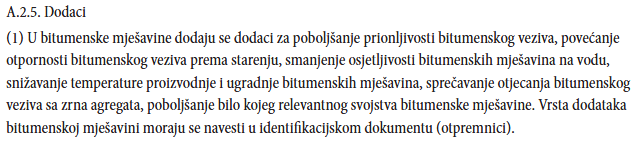 A.2.5. Dodaci
(1) U bitumenske mješavine dodaju se dodaci za poboljšanje prionljivosti bitumenskog veziva, povećanje
otpornosti bitumenskog veziva prema starenju, smanjenje osjetljivosti bitumenskih mješavina na vodu,
snižavanje temperature proizvodnje i ugradnje bitumenskih mješavina, sprečavanje otjecanja bitumenskog
veziva sa zrna agregata, poboljšanje bilo kojeg relevantnog svojstva bitumenske mješavine. Vrsta dodataka
bitumenskoj mješavini moraju se navesti u identifikacijskom dokumentu (otpremnici).